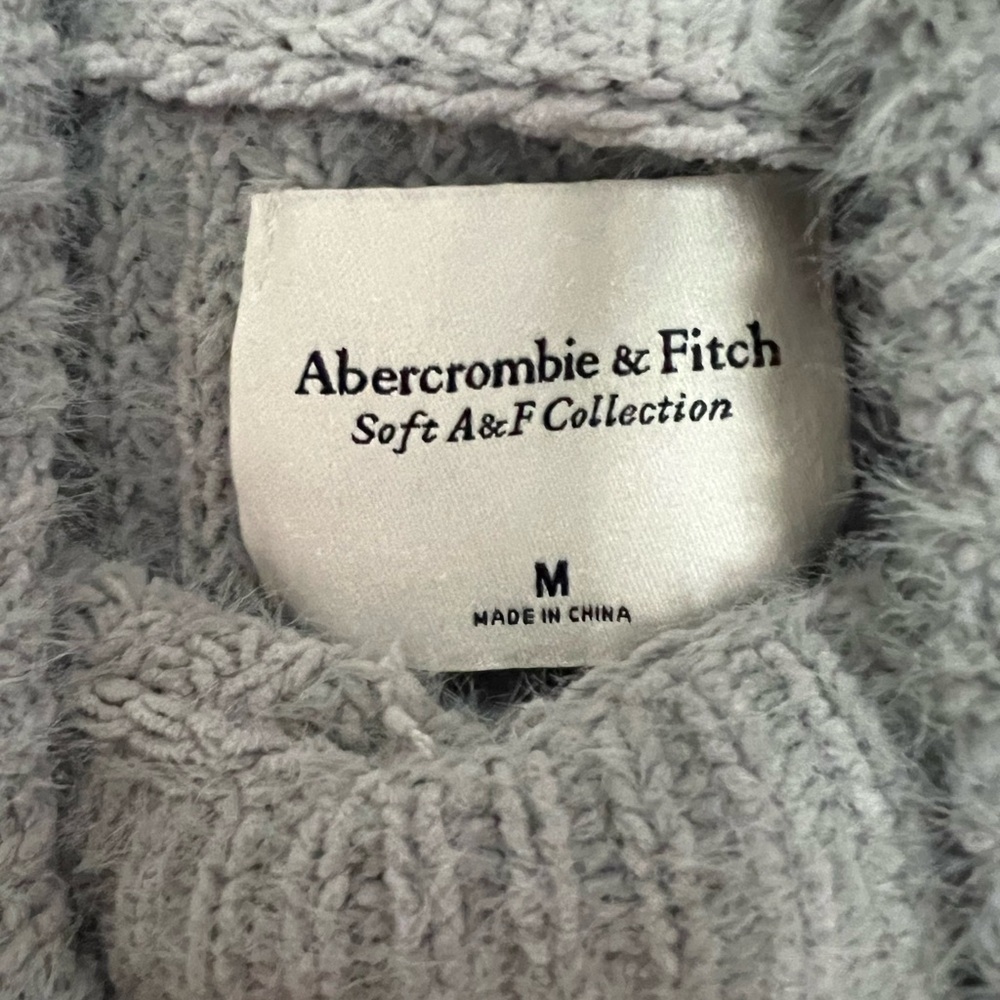 Abercrombie & Fitch
Soft A&F Collection
M
MADE IN CHINA